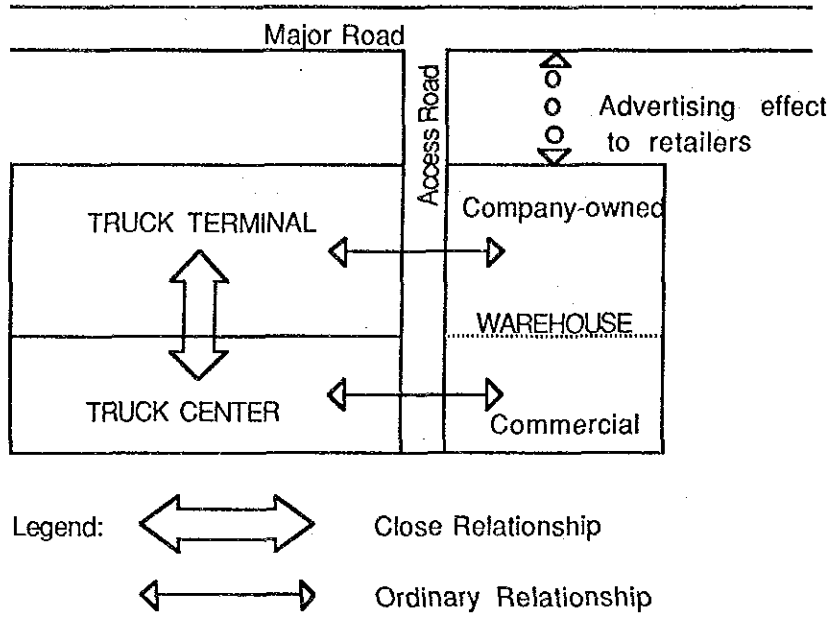 Major Road
Access Road
Advertising effect
to retailers
TRUCK TERMINAL
Company-owned
WAREHOUSE
TRUCK CENTER
Commercial
Legend:
Close Relationship
Ordinary Relationship